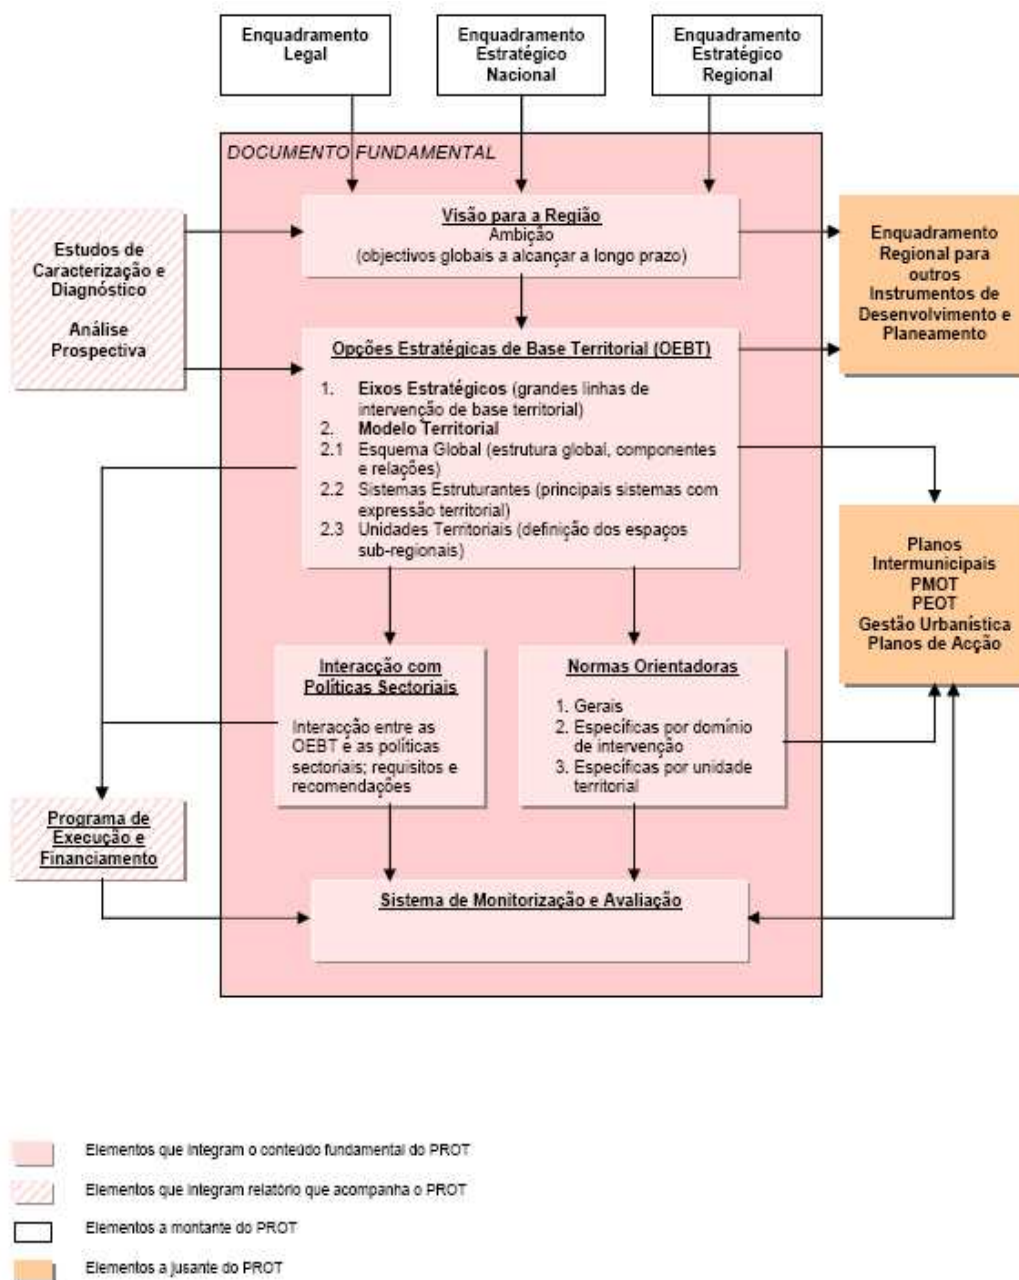 Enquadramento
Legal
Enquadramento
Estratégico
Nacional
Enquadramento
Estratégico
Regional
DOCUMENTO FUNDAMENTAL
Visão para a Região
Ambição
(objectivos globais a alcançar a longo prazo)
Estudos de
Caracterização e
Diagnóstico
Análise
Prospectiva
Enquadramento
Regional para
outros
Instrumentos de
Desenvolvimento e
Planeamento
Opções Estratégicas de Base Territorial (OEBT)
1. Eixos Estratégicos (grandes linhas de
intervenção de base territorial)
2. Modelo Territorial
2.1 Esquema Global (estrutura global, componentes
e relações)
2.2 Sistemas Estruturantes (principais sistemas com
expressão territorial)
2.3 Unidades Territoriais (definição dos espaços
sub-regionais)
Planos
Intermunicipais
PMOT
PEOT
Gestão Urbanística
Planos de Acção
Interacção com
Políticas Sectoriais
Interacção entre as
OEBT e as políticas
sectoriais; requisitos e
recomendações
Normas Orientadoras
1. Gerais
2. Específicas por domínio
de intervenção
3. Específicas por unidade
territorial
Programa de
Execução e
Financiamento
Sistema de Monitorização e Avaliação
Elementos que integram o conteúdo fundamental do PROT
Elementos que integram relatório que acompanha o PROT
Elementos a montante do PROT
Elementos a jusante do PROT